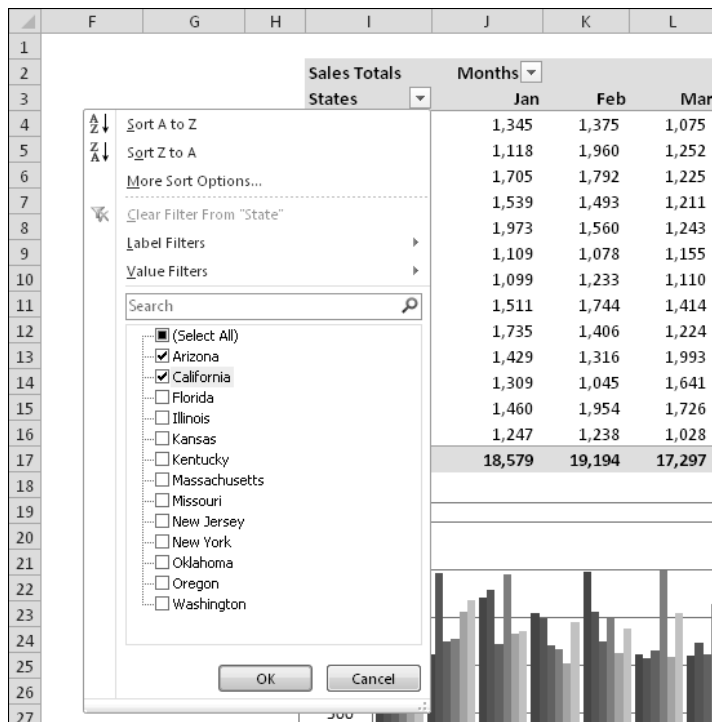 F G H I J K L
1
2 Sales Totals Months
3 States Jan Feb Mar
4 A Z Sort A to Z 1,345 1,375 1,075
5 Z A Sort Z to A 1,118 1,960 1,252
6 More Sort Options... 1,705 1,792 1,225
7 1,539 1,493 1,211
8 Clear Filter From "State" 1,973 1,560 1,243
9 Label Filters 1,109 1,078 1,155
10 Value Filters 1,099 1,233 1,110
11 Search 1,511 1,744 1,414
12 (Select All) 1,735 1,406 1,224
13 Arizona 1,429 1,316 1,993
14 California 1,309 1,045 1,641
15 Florida 1,460 1,954 1,726
16 Illinois 1,247 1,238 1,028
17 Kansas 18,579 19,194 17,297
Kentucky
18 Massachusetts
19 Missouri
New Jersey
20 New York
21 Oklahoma
22 Oregon
Washington
23
24
25
OK Cancel
26
27 500